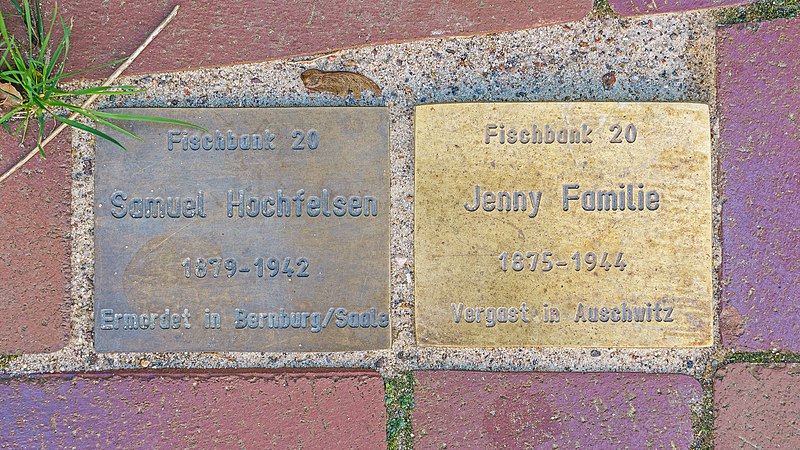 Fischbank 20
Samuel Hochfelsen
1879-1942
Ermordet in Bernburg/Saale
Fischbank 20
Jenny Familie
1875-1944
Vergast in Auschwitz